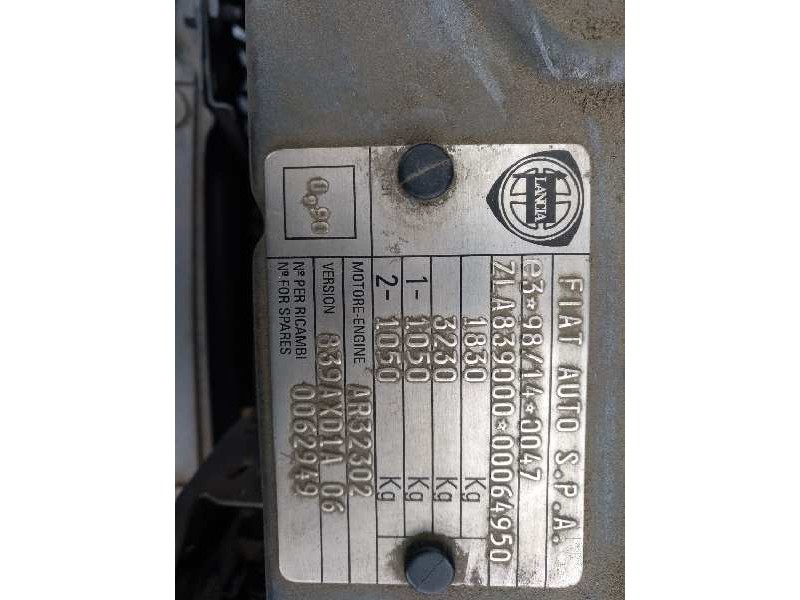 LANCIA
0,90
FIAT AUTO S.P.A.
e3*98/14*0047
ZLA839000*00064950
1830 Kg
3230 Kg
1- 1050 Kg
2- 1050 Kg
MOTORE-ENGINE AR32302
VERSION 839AXD1A 06
Nº PER RICAMBI
Nº FOR SPARES 0062949